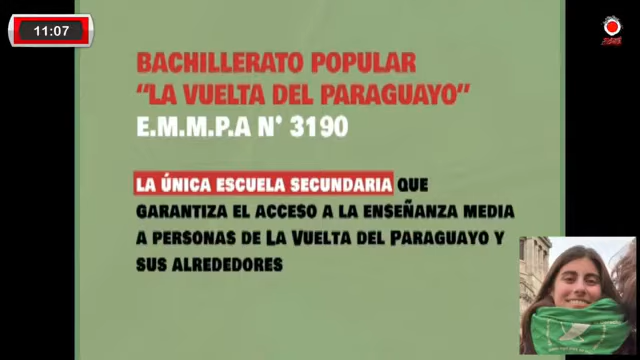 11:07
BACHILLERATO POPULAR
“LA VUELTA DEL PARAGUAYO”
E.M.M.P.A N° 3190
LA ÚNICA ESCUELA SECUNDARIA QUE
GARANTIZA EL ACCESO A LA ENSEÑANZA MEDIA
A PERSONAS DE LA VUELTA DEL PARAGUAYO Y
SUS ALREDEDORES